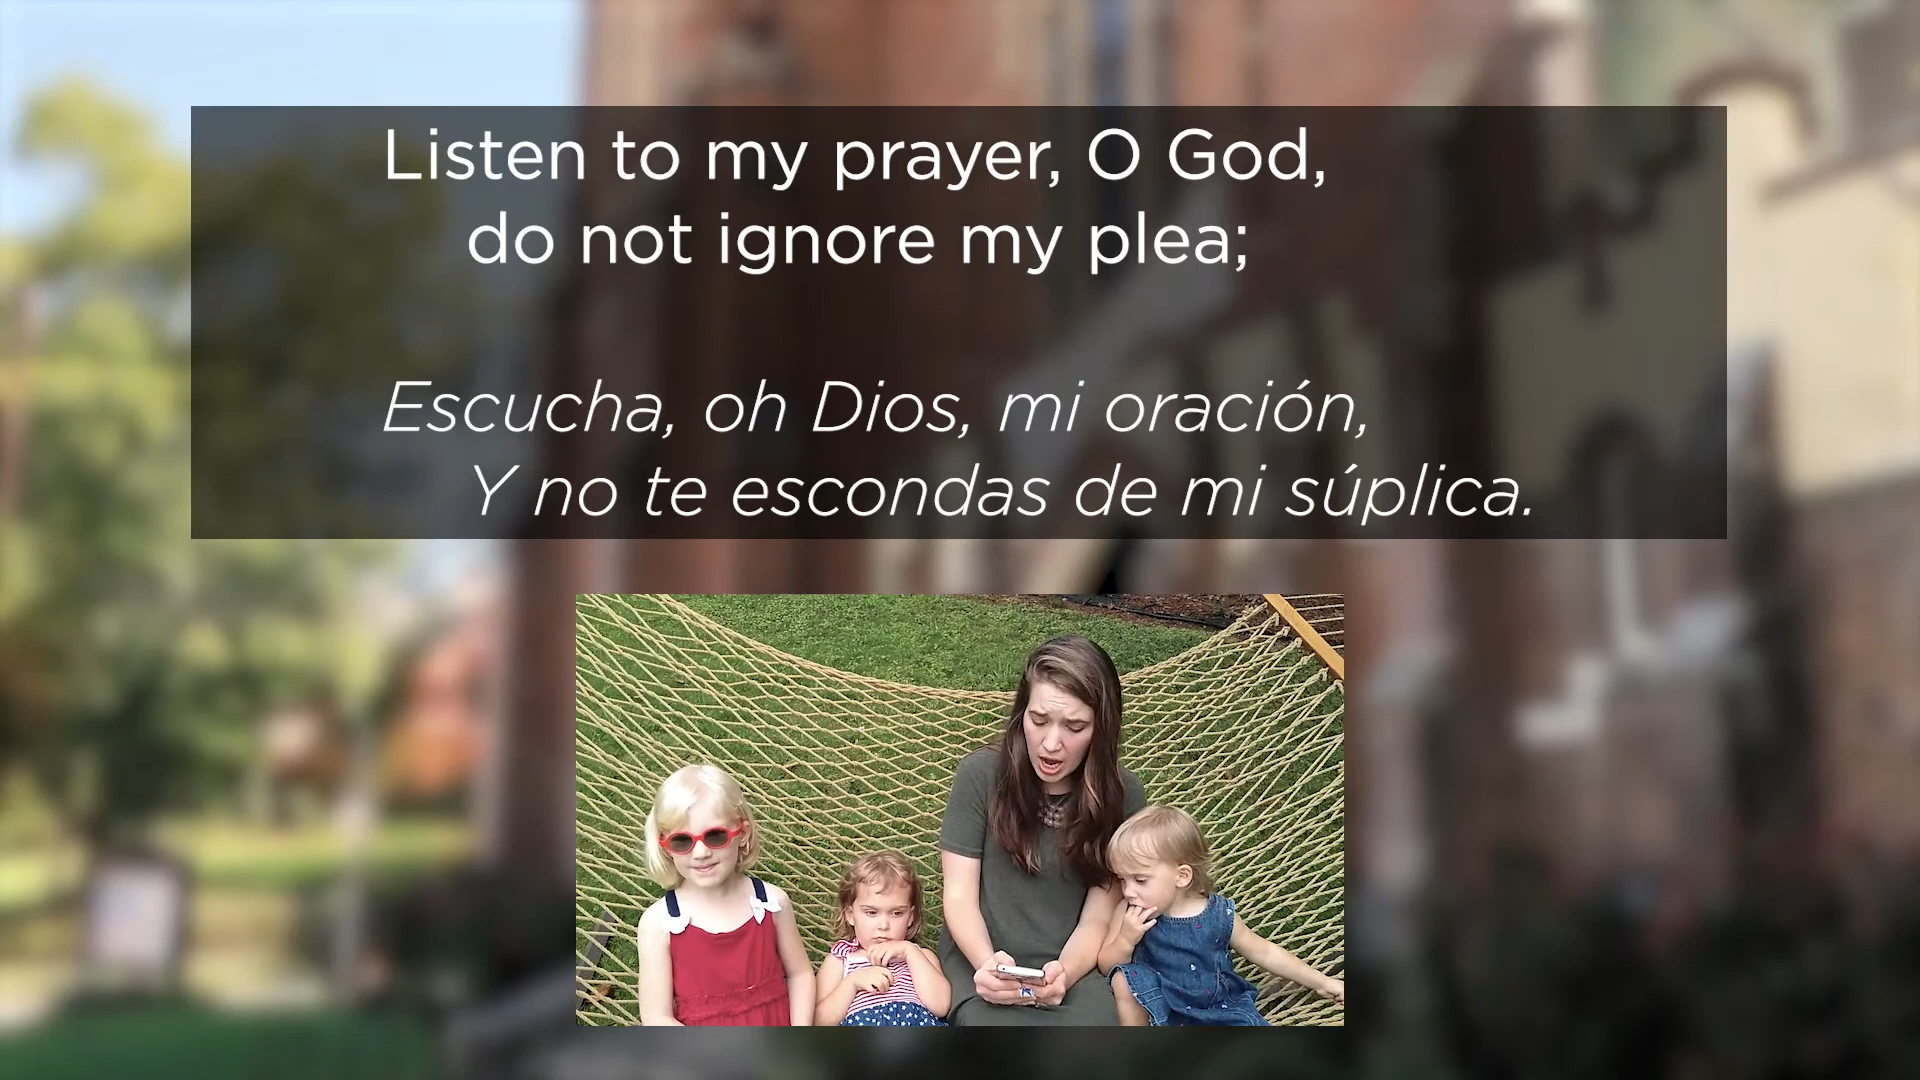 Listen to my prayer, O God,
do not ignore my plea;
Escucha, oh Dios, mi oración,
Y no te escondas de mi súplica.